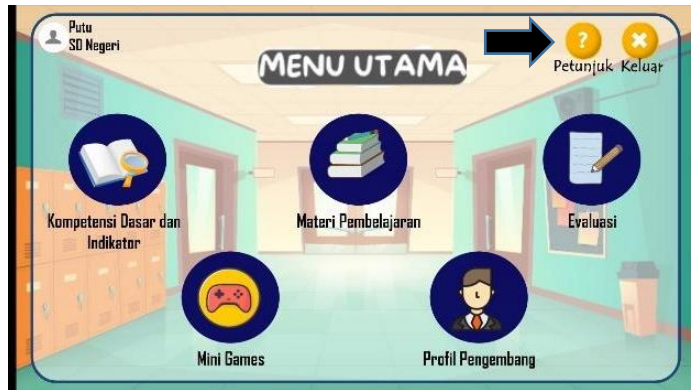 Putu
SD Negeri
MENU UTAMA
?
Petunjuk Keluar
Kompetensi Dasar dan
Indikator
Materi Pembelajaran
Evaluasi
Mini Games
Profil Pengembang